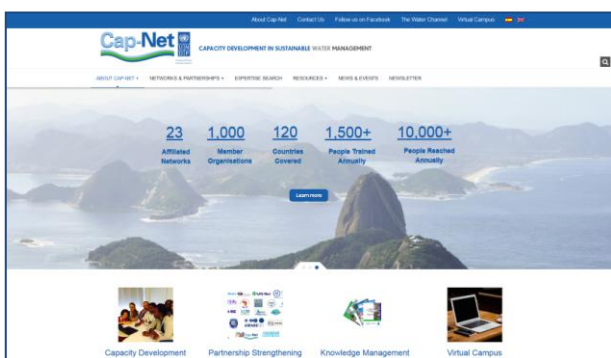 About Cap-Net Contact Us Follow us on Facebook The Water Channel Virtual Campus
Cap-Net
CAPACITY DEVELOPMENT IN SUSTAINABLE WATER MANAGEMENT
ABOUT CAP-NET NETWORKS & PARTNERSHIPS EXPERTISE SEARCH RESOURCES NEWS & EVENTS NEWSLETTER
23 1,000 120 1,500+ 10,000+
Affiliated Member Countries People Trained People Reached
Networks Organisations Covered Annually Annually
Learn more
Capacity Development Partnership Strengthening Knowledge Management Virtual Campus